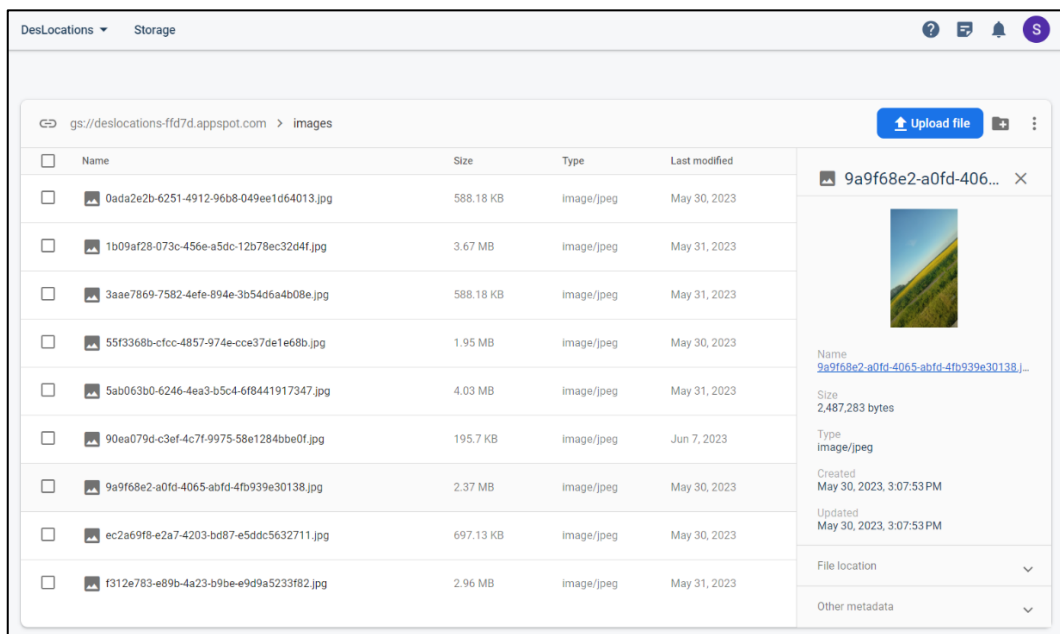 DesLocations Storage S
gs://deslocations-ffd7d.appspot.com > images Upload file
Name Size Type Last modified
0ada2e2b-6251-4912-96b8-049ee1d64013.jpg 588.18 KB image/jpeg May 30, 2023
1b09af28-073c-456e-a5dc-12b78ec32d4f.jpg 3.67 MB image/jpeg May 31, 2023
3aae7869-7582-4efe-894e-3b54d6a4b08e.jpg 588.18 KB image/jpeg May 31, 2023
55f3368b-cfcc-4857-974e-cce37de1e68b.jpg 1.95 MB image/jpeg May 30, 2023
5ab063b0-6246-4ea3-b5c4-6f8441917347.jpg 4.03 MB image/jpeg May 31, 2023
90ea079d-c3ef-4c7f-9975-58e1284bbe0f.jpg 195.7 KB image/jpeg Jun 7, 2023
9a9f68e2-a0fd-4065-abfd-4fb939e30138.jpg 2.37 MB image/jpeg May 30, 2023
ec2a69f8-e2a7-4203-bd87-e5ddc5632711.jpg 697.13 KB image/jpeg May 30, 2023
f312e783-e89b-4a23-b9be-e9d9a5233f82.jpg 2.96 MB image/jpeg May 31, 2023
9a9f68e2-a0fd-406...
Name
9a9f68e2-a0fd-4065-abfd-4fb939e30138.j...
Size
2,487,283 bytes
Type
image/jpeg
Created
May 30, 2023, 3:07:53 PM
Updated
May 30, 2023, 3:07:53 PM
File location
Other metadata